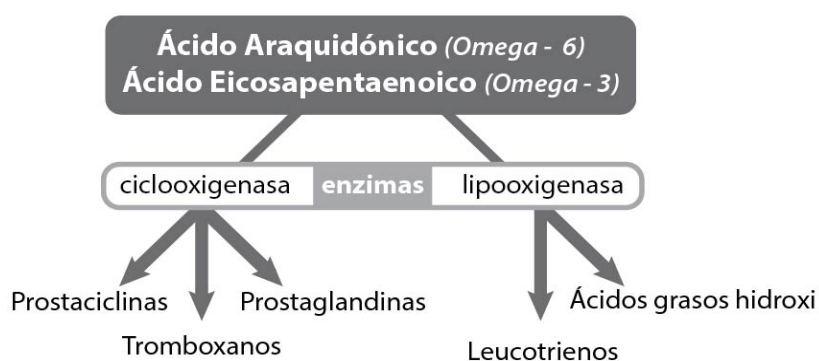 Ácido Araquidónico (Omega - 6)
Ácido Eicosapentaenoico (Omega - 3)
ciclooxigenasa enzimas lipooxigenasa
Prostaciclinas Prostaglandinas Ácidos grasos hidroxi
Tromboxanos Leucotrienos